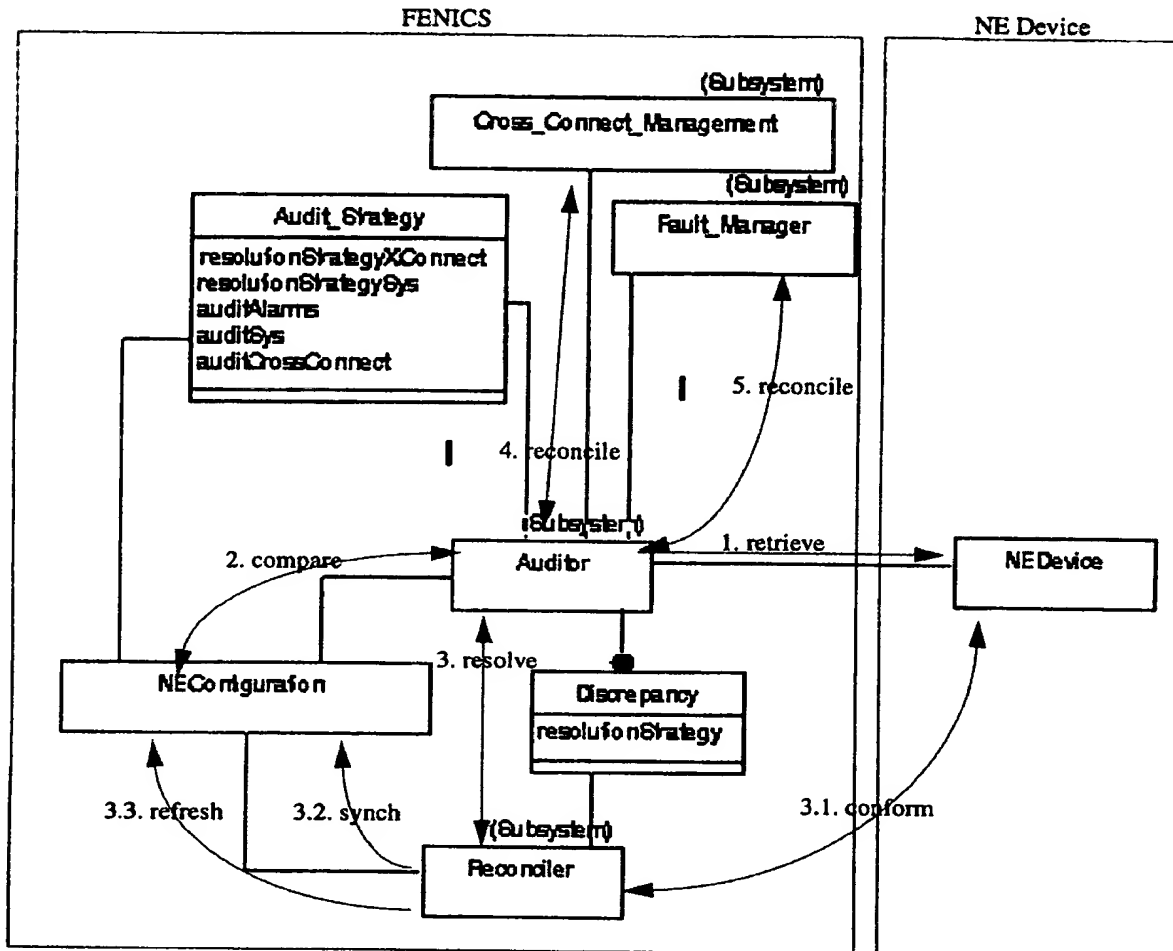 FENICS
NE Device
(Subsystem)
Cross_Connect_Management
(Subsystem)
Fault_Manager
Audit_Strategy
resolutionStrategyXConnect
resolutionStrategySys
auditAlarms
auditSys
auditCrossConnect
5. reconcile
4. reconcile
(Subsystem)
2. compare
Auditor
1. retrieve
NEDevice
3. resolve
NEConfiguration
Discrepancy
resolutionStrategy
3.3. refresh
3.2. synch
3.1. conform
(Subsystem)
Reconciler